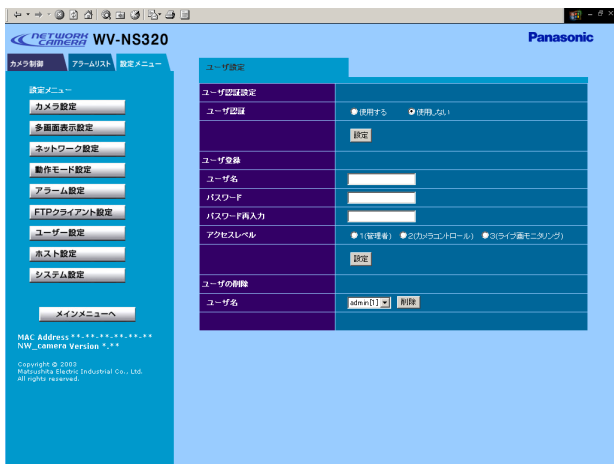 NETWORK CAMERA WV-NS320
Panasonic
カメラ制御 アラームリスト 設定メニュー
ユーザ設定
設定メニュー
カメラ設定
多画面表示設定
ネットワーク設定
動作モード設定
アラーム設定
FTPクライアント設定
ユーザー設定
ホスト設定
システム設定
メインメニューへ
MAC Address **-**-**-**-**-**
NW_camera Version *.**
Copyright © 2003
Matsushita Electric Industrial Co., Ltd.
All rights reserved.
ユーザ認証設定
ユーザ認証 使用する 使用しない
設定
ユーザ登録
ユーザ名
パスワード
パスワード再入力
アクセスレベル 1(管理者) 2(カメラコントロール) 3(ライブ画モニタリング)
設定
ユーザの削除
ユーザ名 admin[1] 削除